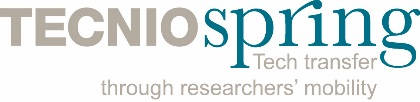 TECNIOspring
Tech transfer
through researchers' mobility